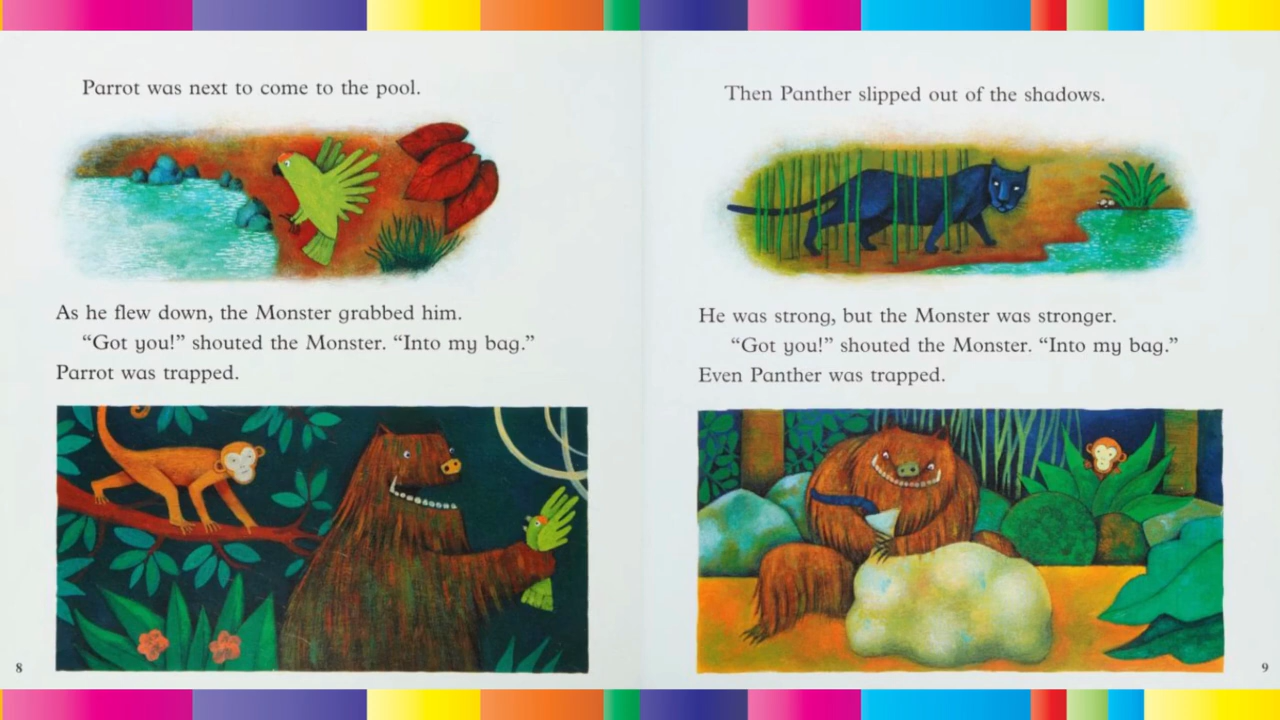 Parrot was next to come to the pool.
As he flew down, the Monster grabbed him.
“Got you!” shouted the Monster. “Into my bag.”
Parrot was trapped.
8
Then Panther slipped out of the shadows.
He was strong, but the Monster was stronger.
“Got you!” shouted the Monster. “Into my bag.”
Even Panther was trapped.
9